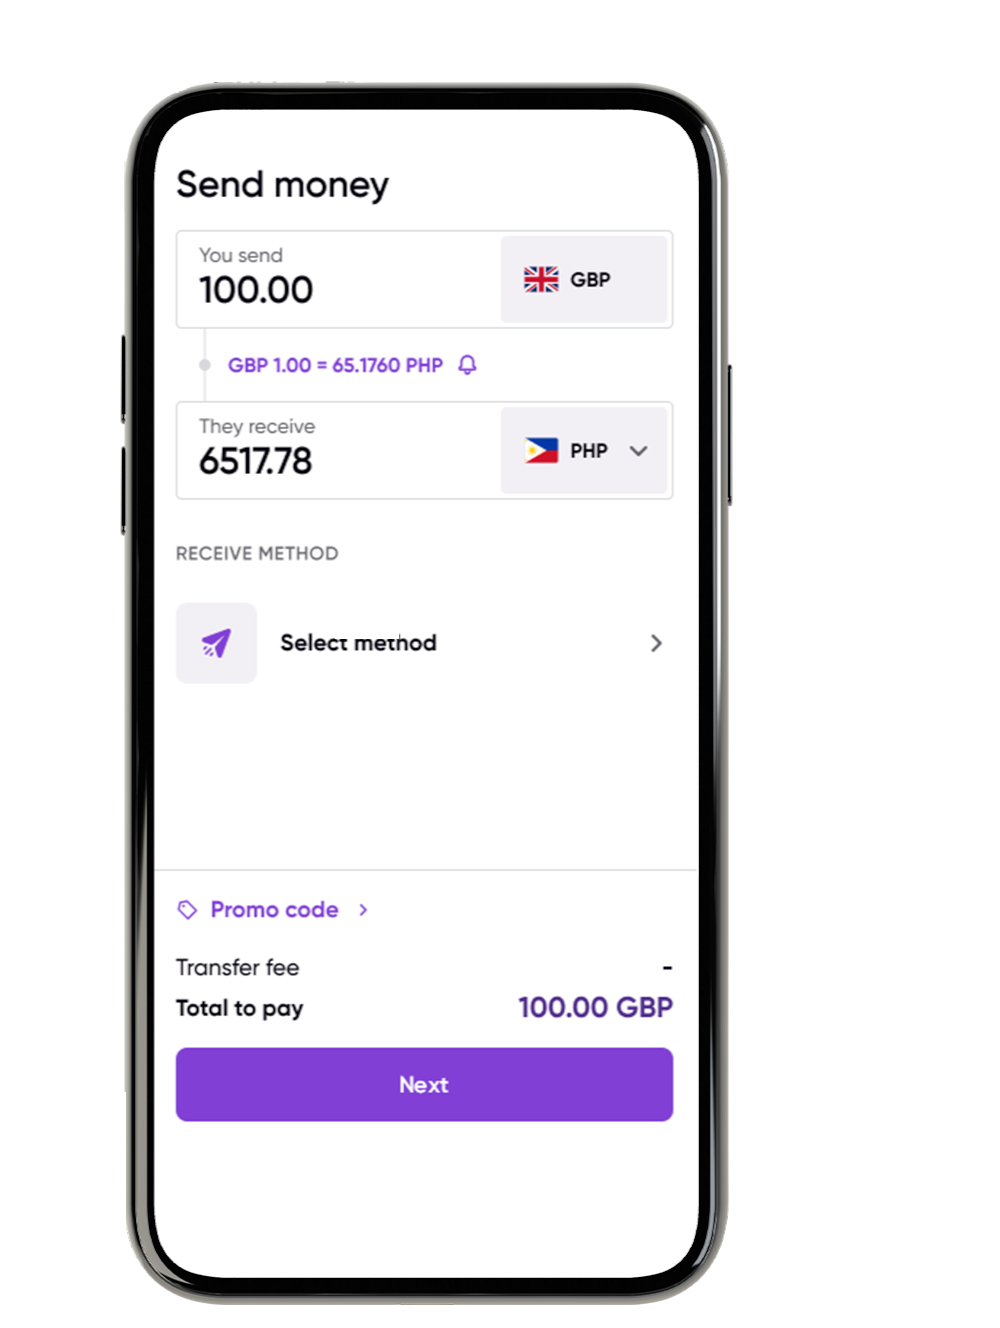 Send money
You send
100.00
GBP
GBP 1.00 = 65.1760 PHP
They receive
6517.78
PHP
RECEIVE METHOD
Select method
Promo code
Transfer fee -
Total to pay 100.00 GBP
Next